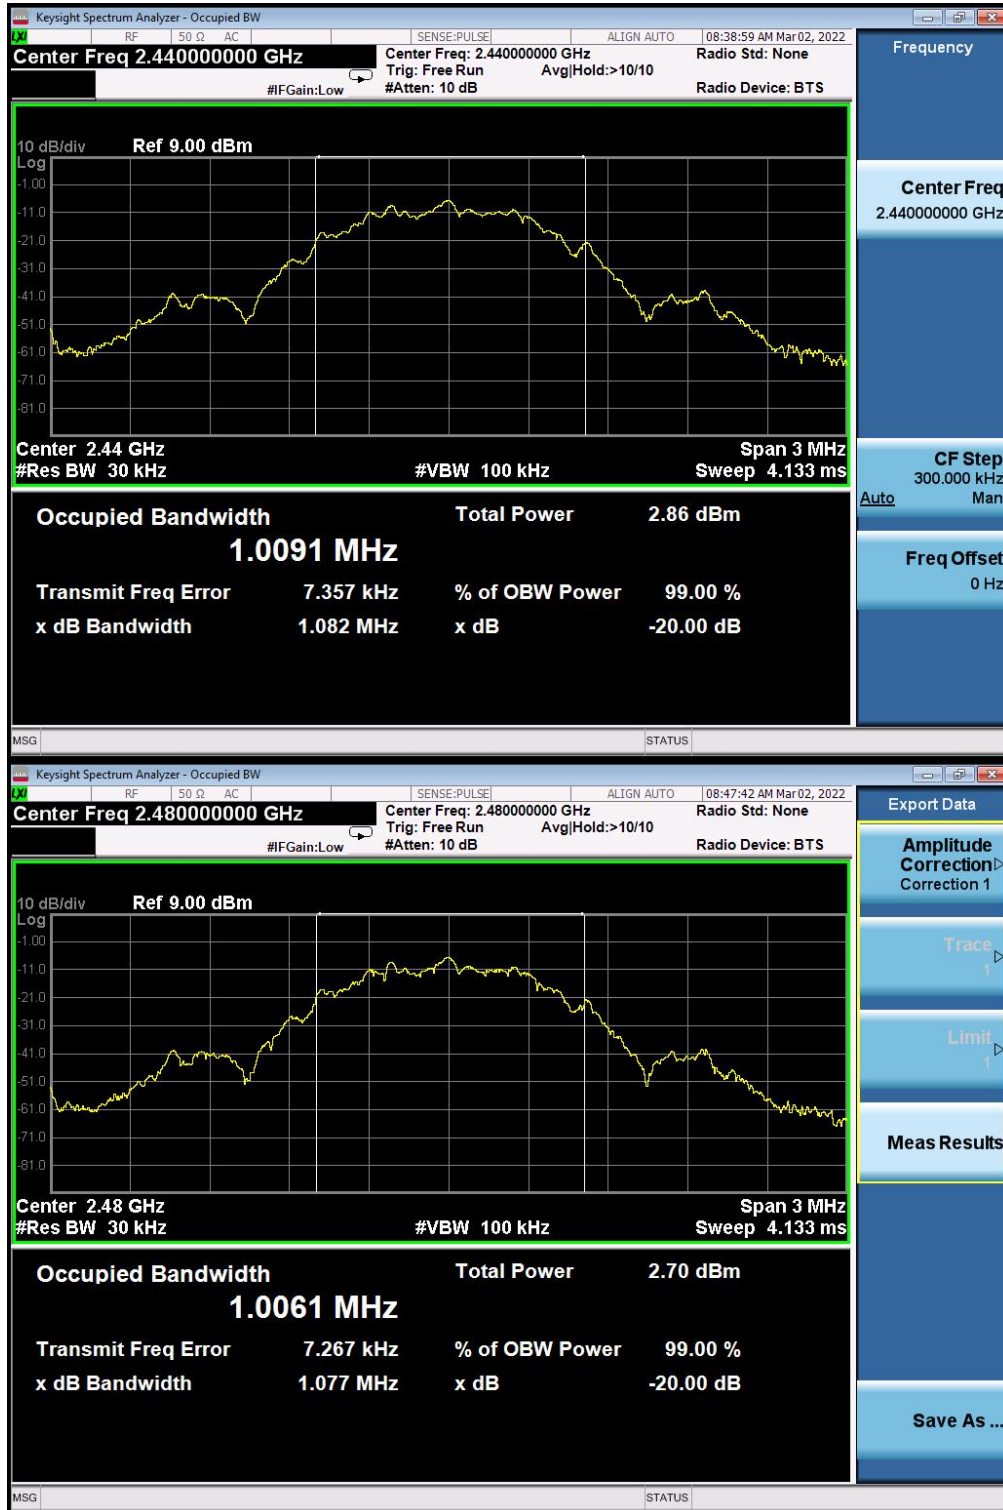 Keysight Spectrum Analyzer - Occupied BW
LXI RF 50 Ω AC SENSE:PULSE ALIGN AUTO 08:38:59 AM Mar 02, 2022
Center Freq 2.440000000 GHz
Center Freq: 2.440000000 GHz Radio Std: None
Trig: Free Run Avg|Hold:>10/10
#IFGain:Low #Atten: 10 dB Radio Device: BTS
Frequency
10 dB/div Ref 9.00 dBm
Log
-1.00
-11.0
-21.0
-31.0
-41.0
-51.0
-61.0
-71.0
-81.0
Center 2.44 GHz Span 3 MHz
#Res BW 30 kHz #VBW 100 kHz Sweep 4.133 ms
Center Freq
2.440000000 GHz
CF Step
300.000 kHz
Auto Man
Freq Offset
0 Hz
Occupied Bandwidth Total Power 2.86 dBm
1.0091 MHz
Transmit Freq Error 7.357 kHz % of OBW Power 99.00 %
x dB Bandwidth 1.082 MHz x dB -20.00 dB
MSG STATUS
Keysight Spectrum Analyzer - Occupied BW
LXI RF 50 Ω AC SENSE:PULSE ALIGN AUTO 08:47:42 AM Mar 02, 2022
Center Freq 2.480000000 GHz
Center Freq: 2.480000000 GHz Radio Std: None
Trig: Free Run Avg|Hold:>10/10
#IFGain:Low #Atten: 10 dB Radio Device: BTS
Export Data
Amplitude
Correction
Correction 1
Trace
1
Limit
1
Meas Results
Save As ...
10 dB/div Ref 9.00 dBm
Log
-1.00
-11.0
-21.0
-31.0
-41.0
-51.0
-61.0
-71.0
-81.0
Center 2.48 GHz Span 3 MHz
#Res BW 30 kHz #VBW 100 kHz Sweep 4.133 ms
Occupied Bandwidth Total Power 2.70 dBm
1.0061 MHz
Transmit Freq Error 7.267 kHz % of OBW Power 99.00 %
x dB Bandwidth 1.077 MHz x dB -20.00 dB
MSG STATUS